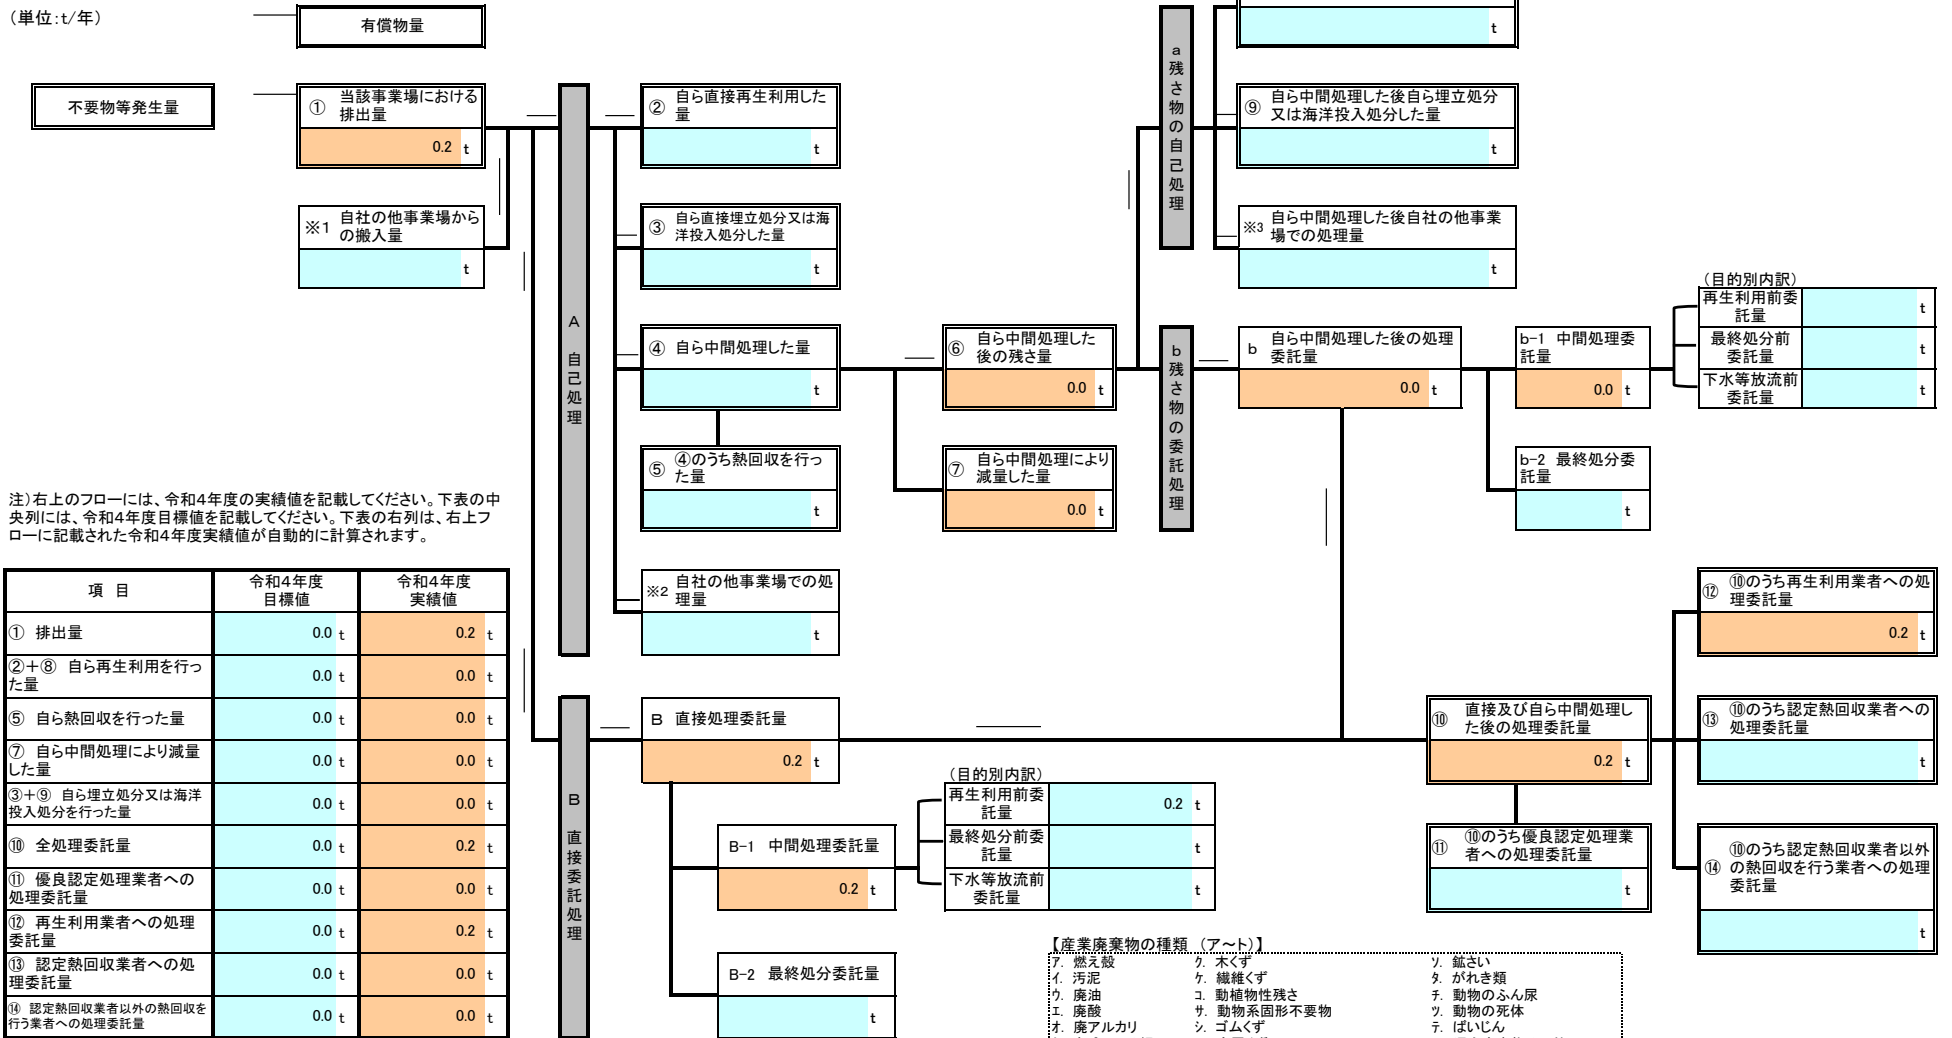 （単位:t/年）
有償物量
t
不要物等発生量
① 当該事業場における
排出量
0.2 t
② 自ら直接再生利用した
量
t
a
残
さ
物
の
自
己
処
理
⑨ 自ら中間処理した後自ら埋立処分
又は海洋投入処分した量
t
※1 自社の他事業場から
の搬入量
t
③ 自ら直接埋立処分又は海
洋投入処分した量
t
※3 自ら中間処理した後自社の他事業
場での処理量
t
A
自
己
処
理
④ 自ら中間処理した量
t
⑥ 自ら中間処理した
後の残さ量
0.0 t
b
残
さ
物
の
委
託
処
理
b 自ら中間処理した後の処理
委託量
0.0 t
b-1 中間処理委
託量
0.0 t
（目的別内訳）
再生利用前委
託量
t
最終処分前
委託量
t
下水等放流前
委託量
t
⑤ ④のうち熱回収を行っ
た量
t
⑦ 自ら中間処理により
減量した量
0.0 t
b-2 最終処分委
託量
t
注）右上のフローには、令和4年度の実績値を記載してください。下表の中
央列には、令和4年度目標値を記載してください。下表の右列は、右上フ
ローに記載された令和4年度実績値が自動的に計算されます。
※2 自社の他事業場での処
理量
t
項 目
令和4年度
目標値
令和4年度
実績値
① 排出量 0.0 t 0.2 t
②＋⑧ 自ら再生利用を行っ
た量 0.0 t 0.0 t
⑤ 自ら熱回収を行った量 0.0 t 0.0 t
⑦ 自ら中間処理により減量
した量 0.0 t 0.0 t
③＋⑨ 自ら埋立処分又は海洋
投入処分を行った量 0.0 t 0.0 t
⑩ 全処理委託量 0.0 t 0.2 t
⑪ 優良認定処理業者への
処理委託量 0.0 t 0.0 t
⑫ 再生利用業者への処理
委託量 0.0 t 0.2 t
⑬ 認定熱回収業者への処
理委託量 0.0 t 0.0 t
⑭ 認定熱回収業者以外の熱回収を
行う業者への処理委託量 0.0 t 0.0 t
B
直
接
委
託
処
理
B 直接処理委託量
0.2 t
B-1 中間処理委託量
0.2 t
（目的別内訳）
再生利用前委
託量
0.2 t
最終処分前委
託量
t
下水等放流前
委託量
t
B-2 最終処分委託量
t
⑩ 直接及び自ら中間処理し
た後の処理委託量
0.2 t
⑪ ⑩のうち優良認定処理業
者への処理委託量
t
⑫ ⑩のうち再生利用業者への処
理委託量
0.2 t
⑬ ⑩のうち認定熱回収業者への
処理委託量
t
⑭ ⑩のうち認定熱回収業者以外
の熱回収を行う業者への処理
委託量
t
【産業廃棄物の種類 （ア～ト）】
ア. 燃え殻 ク. 木くず ソ. 鉱さい
イ. 汚泥 ケ. 繊維くず タ. がれき類
ウ. 廃油 コ. 動植物性残さ チ. 動物のふん尿
エ. 廃酸 サ. 動物系固形不要物 ツ. 動物の死体
オ. 廃アルカリ シ. ゴムくず テ. ばいじん